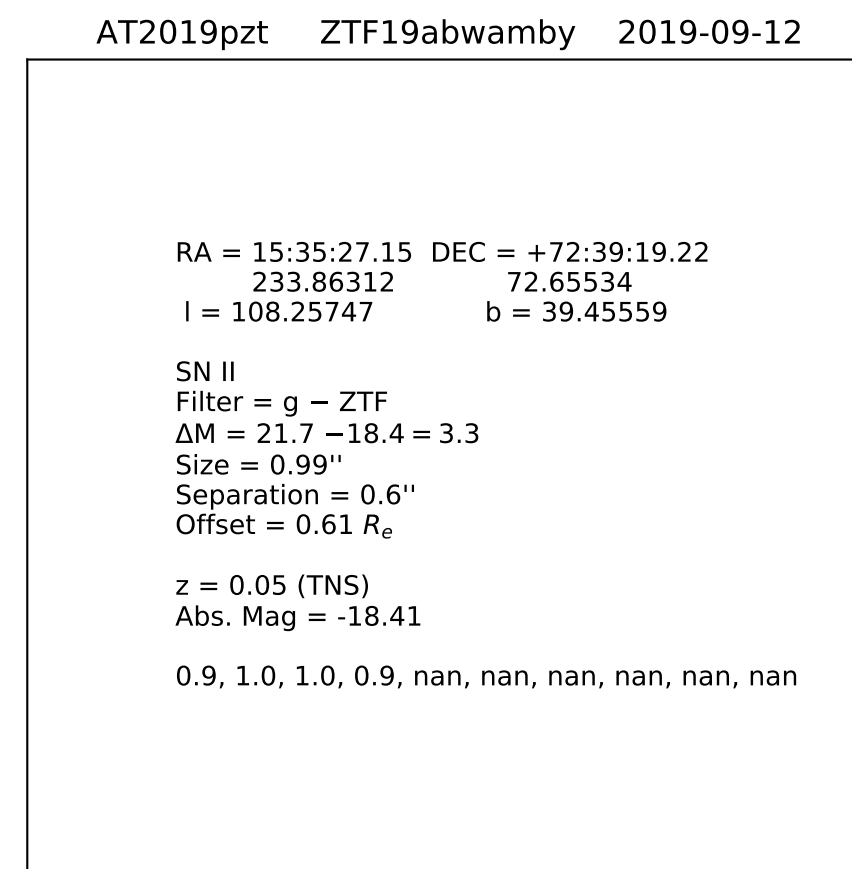 AT2019pzt ZTF19abwamby 2019-09-12
RA = 15:35:27.15 DEC = +72:39:19.22
233.86312 72.65534
l = 108.25747 b = 39.45559
SN II
Filter = g − ZTF
ΔM = 21.7 −18.4 = 3.3
Size = 0.99''
Separation = 0.6''
Offset = 0.61 Re
z = 0.05 (TNS)
Abs. Mag = -18.41
0.9, 1.0, 1.0, 0.9, nan, nan, nan, nan, nan, nan